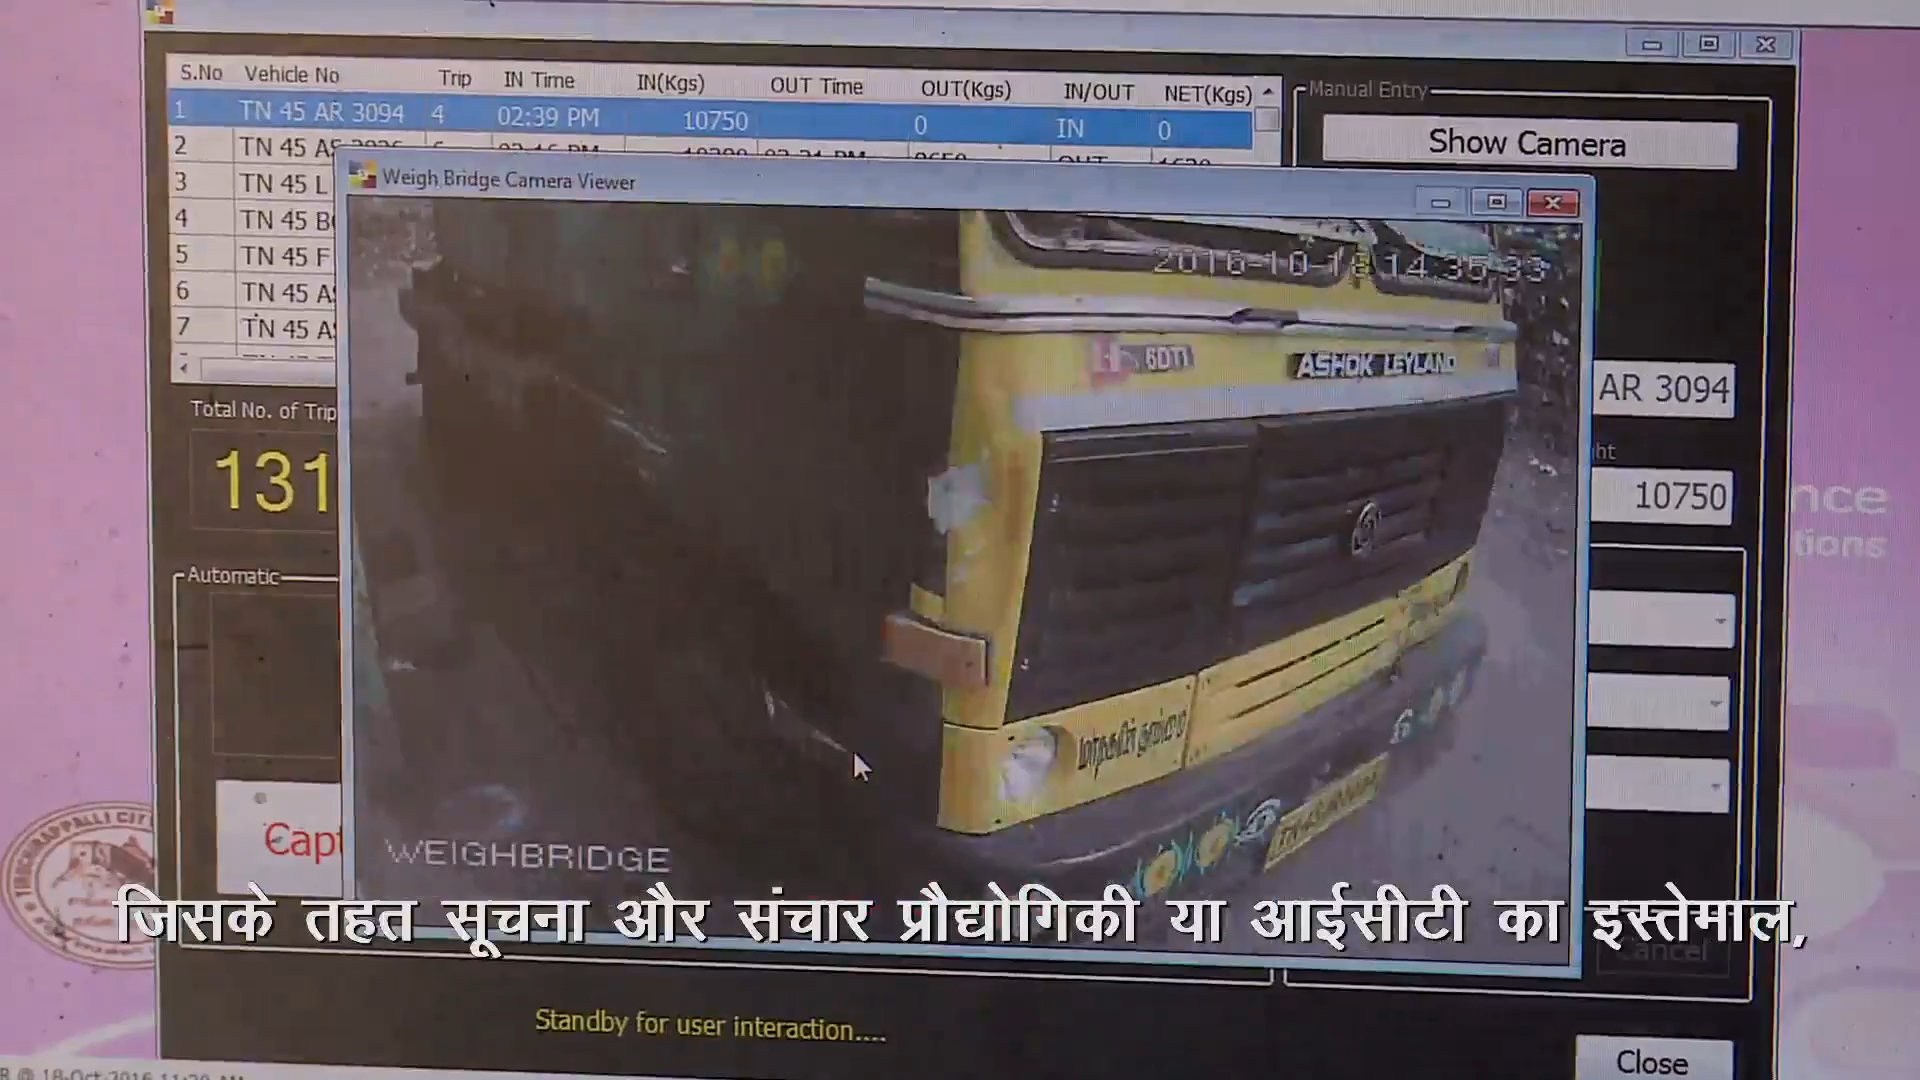 S.No Vehicle No Trip IN Time IN(Kgs) OUT Time OUT(Kgs) IN/OUT NET(Kgs)
1 TN 45 AR 3094 4 02:39 PM 10750 0 IN 0
2 TN 45 AS
3 TN 45 L
4 TN 45
5 TN 45 F
6 TN 45
7 TN 45
Manual Entry
Show Camera
Weigh Bridge Camera Viewer
ASHOK LEYLAND
AR 3094
10750
Total No. of Trip
131
Automatic
Capt
WEIGHBRIDGE
जिसके तहत सूचना और संचार प्रौद्योगिकी या आईसीटी का इस्तेमाल,
Cancel
Standby for user interaction....
Close